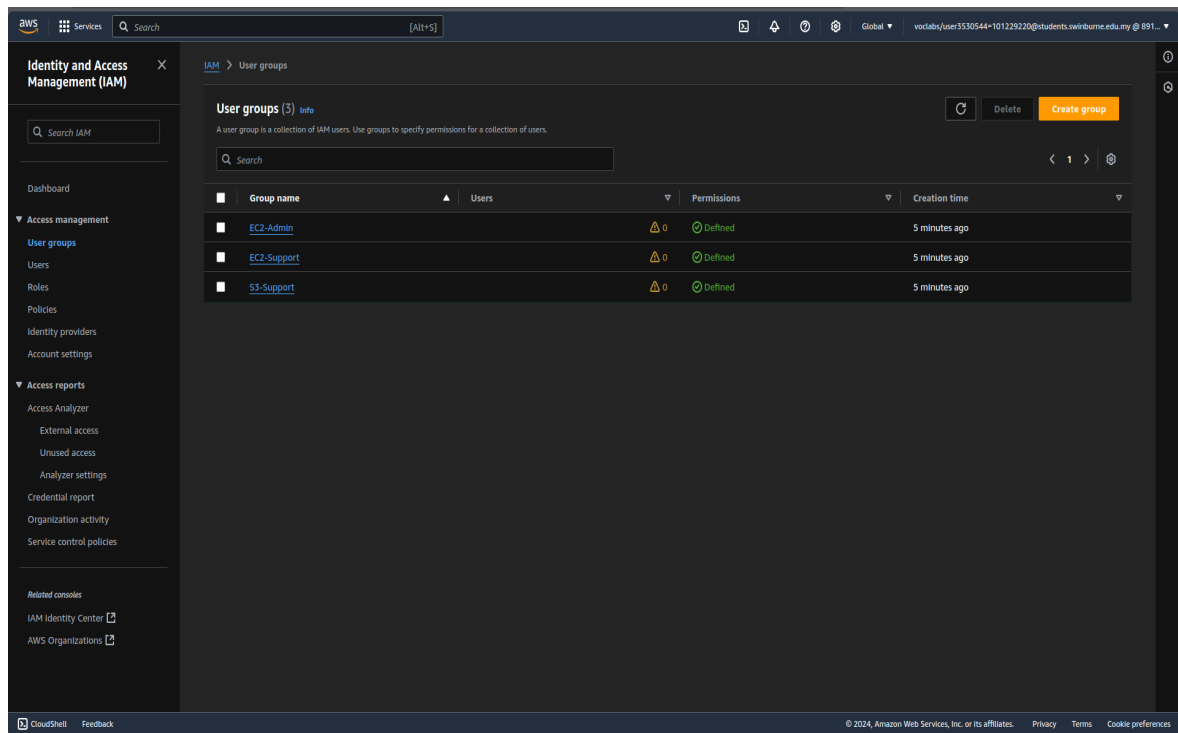 aws
Services
Search
[Alt+S]
Global ▼
voclabs/user3530544=101229220@students.swinburne.edu.my @ 891... ▼
Identity and Access
Management (IAM)
Search IAM
Dashboard
Access management
User groups
Users
Roles
Policies
Identity providers
Account settings
Access reports
Access Analyzer
External access
Unused access
Analyzer settings
Credential report
Organization activity
Service control policies
Related consoles
IAM Identity Center
AWS Organizations
IAM > User groups
User groups (3) Info
A user group is a collection of IAM users. Use groups to specify permissions for a collection of users.
Delete
Create group
Search
1
Group name Users Permissions Creation time
EC2-Admin 0 Defined 5 minutes ago
EC2-Support 0 Defined 5 minutes ago
S3-Support 0 Defined 5 minutes ago
CloudShell Feedback
© 2024, Amazon Web Services, Inc. or its affiliates. Privacy Terms Cookie preferences